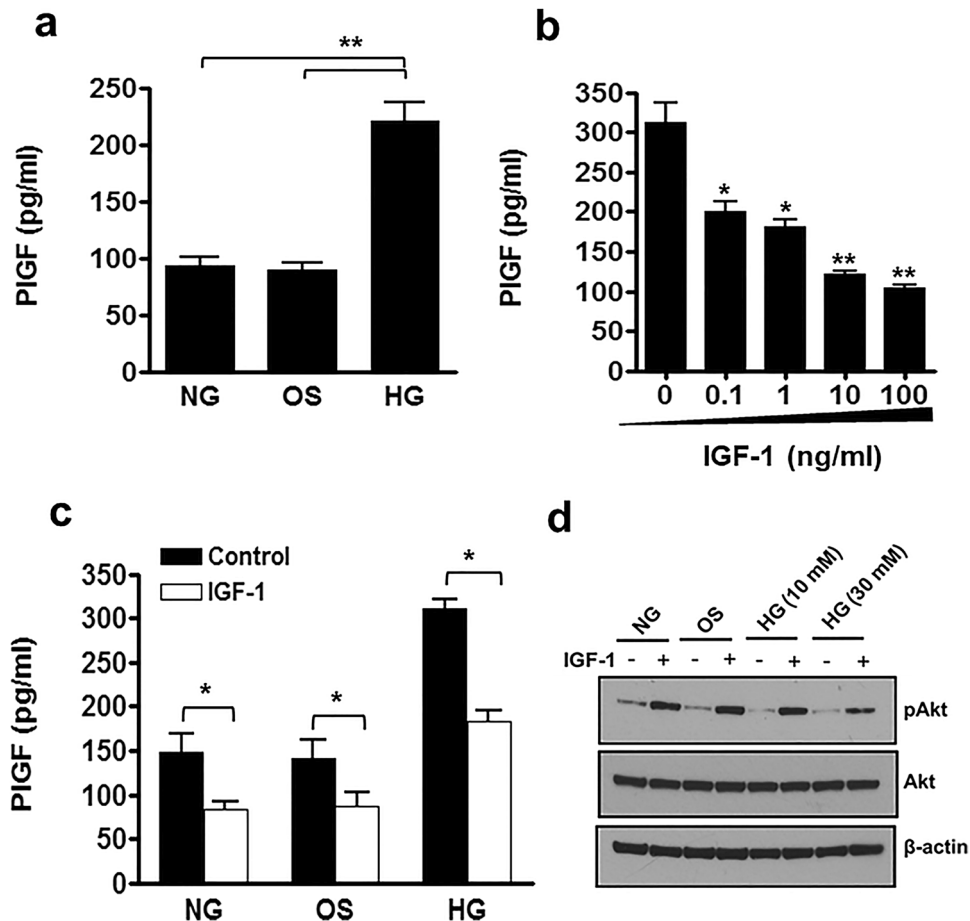 a
**
250
200
150
100
50
0
PIGF (pg/ml)
NG OS HG
b
350
300
250
200
150
100
50
0
PIGF (pg/ml)
* * ** **
0 0.1 1 10 100
IGF-1 (ng/ml)
c
Control
IGF-1
350
300
250
200
150
100
50
0
PIGF (pg/ml)
* * *
NG OS HG
d
NG OS HG (10 mM) HG (30 mM)
IGF-1 - + - + - + - +
pAkt
Akt
β-actin